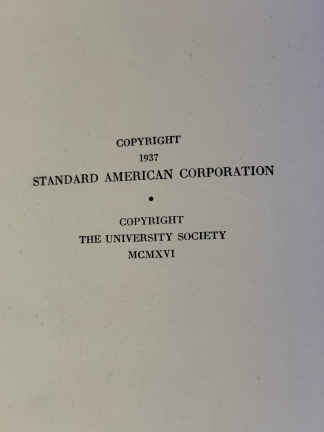 COPYRIGHT
1937
STANDARD AMERICAN CORPORATION
•
COPYRIGHT
THE UNIVERSITY SOCIETY
MCMXVI